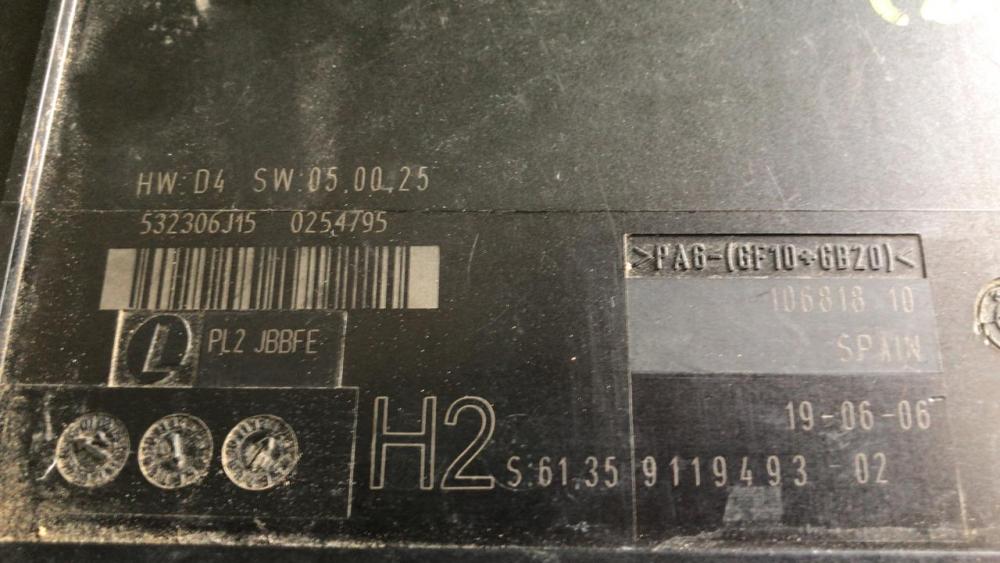 HW: D4 SW:05.00.25
532306J15 0254795
>PA6-(GF10+GB20)<
106818 10
L PL2 JBBFE
SPAIN
19-06-06
H2 S:61.35 9119493-02